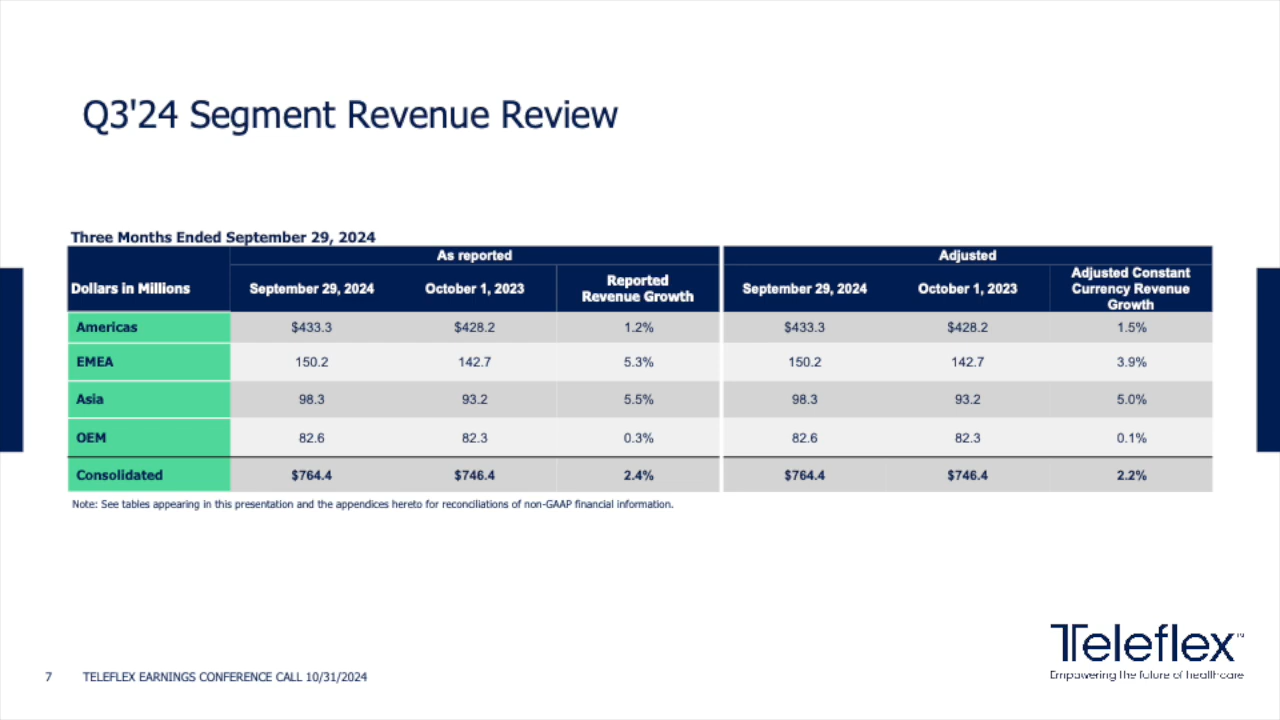 Q3'24 Segment Revenue Review
Three Months Ended September 29, 2024
As reported Adjusted
Dollars in Millions September 29, 2024 October 1, 2023 Reported Revenue Growth September 29, 2024 October 1, 2023 Adjusted Constant Currency Revenue Growth
Americas $433.3 $428.2 1.2% $433.3 $428.2 1.5%
EMEA 150.2 142.7 5.3% 150.2 142.7 3.9%
Asia 98.3 93.2 5.5% 98.3 93.2 5.0%
OEM 82.6 82.3 0.3% 82.6 82.3 0.1%
Consolidated $764.4 $746.4 2.4% $764.4 $746.4 2.2%
Note: See tables appearing in this presentation and the appendices hereto for reconciliations of non-GAAP financial information.
Teleflex™
Empowering the future of healthcare
7 TELEFLEX EARNINGS CONFERENCE CALL 10/31/2024